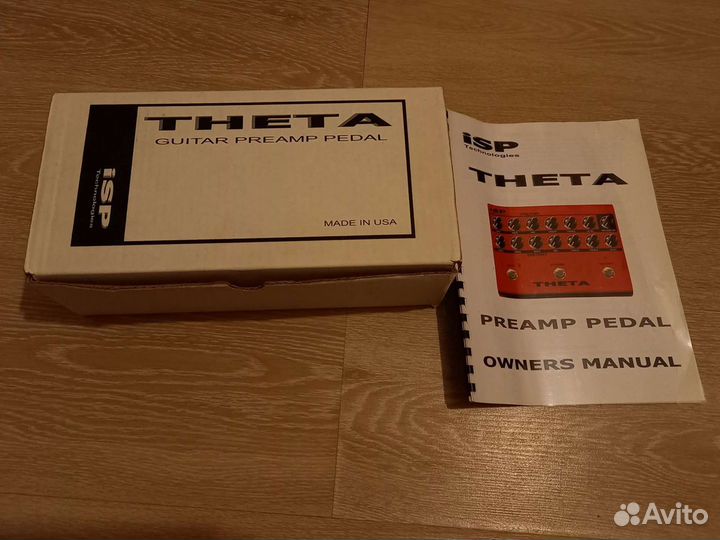 THETA
GUITAR PREAMP PEDAL
iSP
Technologies
MADE IN USA
iSP
Technologies
THETA
THETA
PREAMP PEDAL
OWNERS MANUAL
Avito